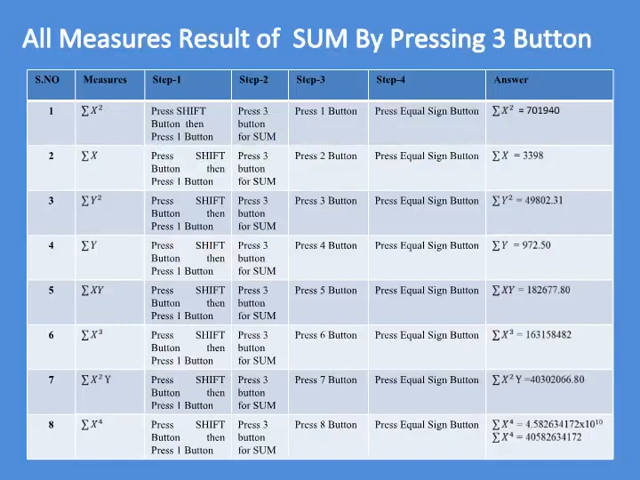 All Measures Result of SUM By Pressing 3 Button
S.NO Measures Step-1 Step-2 Step-3 Step-4 Answer
1 ∑X² Press SHIFT Button then Press 1 Button Press 3 button for SUM Press 1 Button Press Equal Sign Button ∑X² = 701940
2 ∑X Press SHIFT Button then Press 1 Button Press 3 button for SUM Press 2 Button Press Equal Sign Button ∑X = 3398
3 ∑Y² Press SHIFT Button then Press 1 Button Press 3 button for SUM Press 3 Button Press Equal Sign Button ∑Y² = 49802.31
4 ∑Y Press SHIFT Button then Press 1 Button Press 3 button for SUM Press 4 Button Press Equal Sign Button ∑Y = 972.50
5 ∑XY Press SHIFT Button then Press 1 Button Press 3 button for SUM Press 5 Button Press Equal Sign Button ∑XY = 182677.80
6 ∑X³ Press SHIFT Button then Press 1 Button Press 3 button for SUM Press 6 Button Press Equal Sign Button ∑X³ = 163158482
7 ∑X²Y Press SHIFT Button then Press 1 Button Press 3 button for SUM Press 7 Button Press Equal Sign Button ∑X²Y =40302066.80
8 ∑X⁴ Press SHIFT Button then Press 1 Button Press 3 button for SUM Press 8 Button Press Equal Sign Button ∑X⁴ = 4.582634172x10¹⁰
∑X⁴ = 40582634172